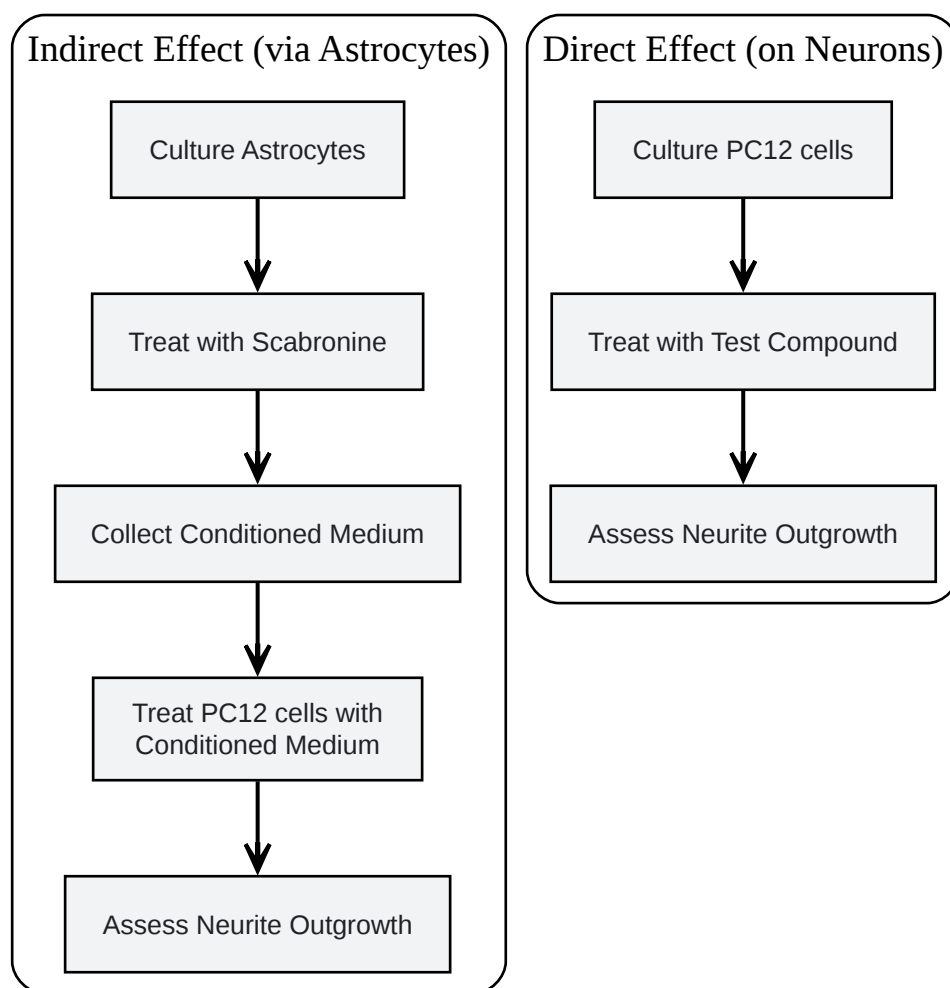 Indirect Effect (via Astrocytes)
Culture Astrocytes
Treat with Scabronine
Collect Conditioned Medium
Treat PC12 cells with
Conditioned Medium
Assess Neurite Outgrowth
Direct Effect (on Neurons)
Culture PC12 cells
Treat with Test Compound
Assess Neurite Outgrowth